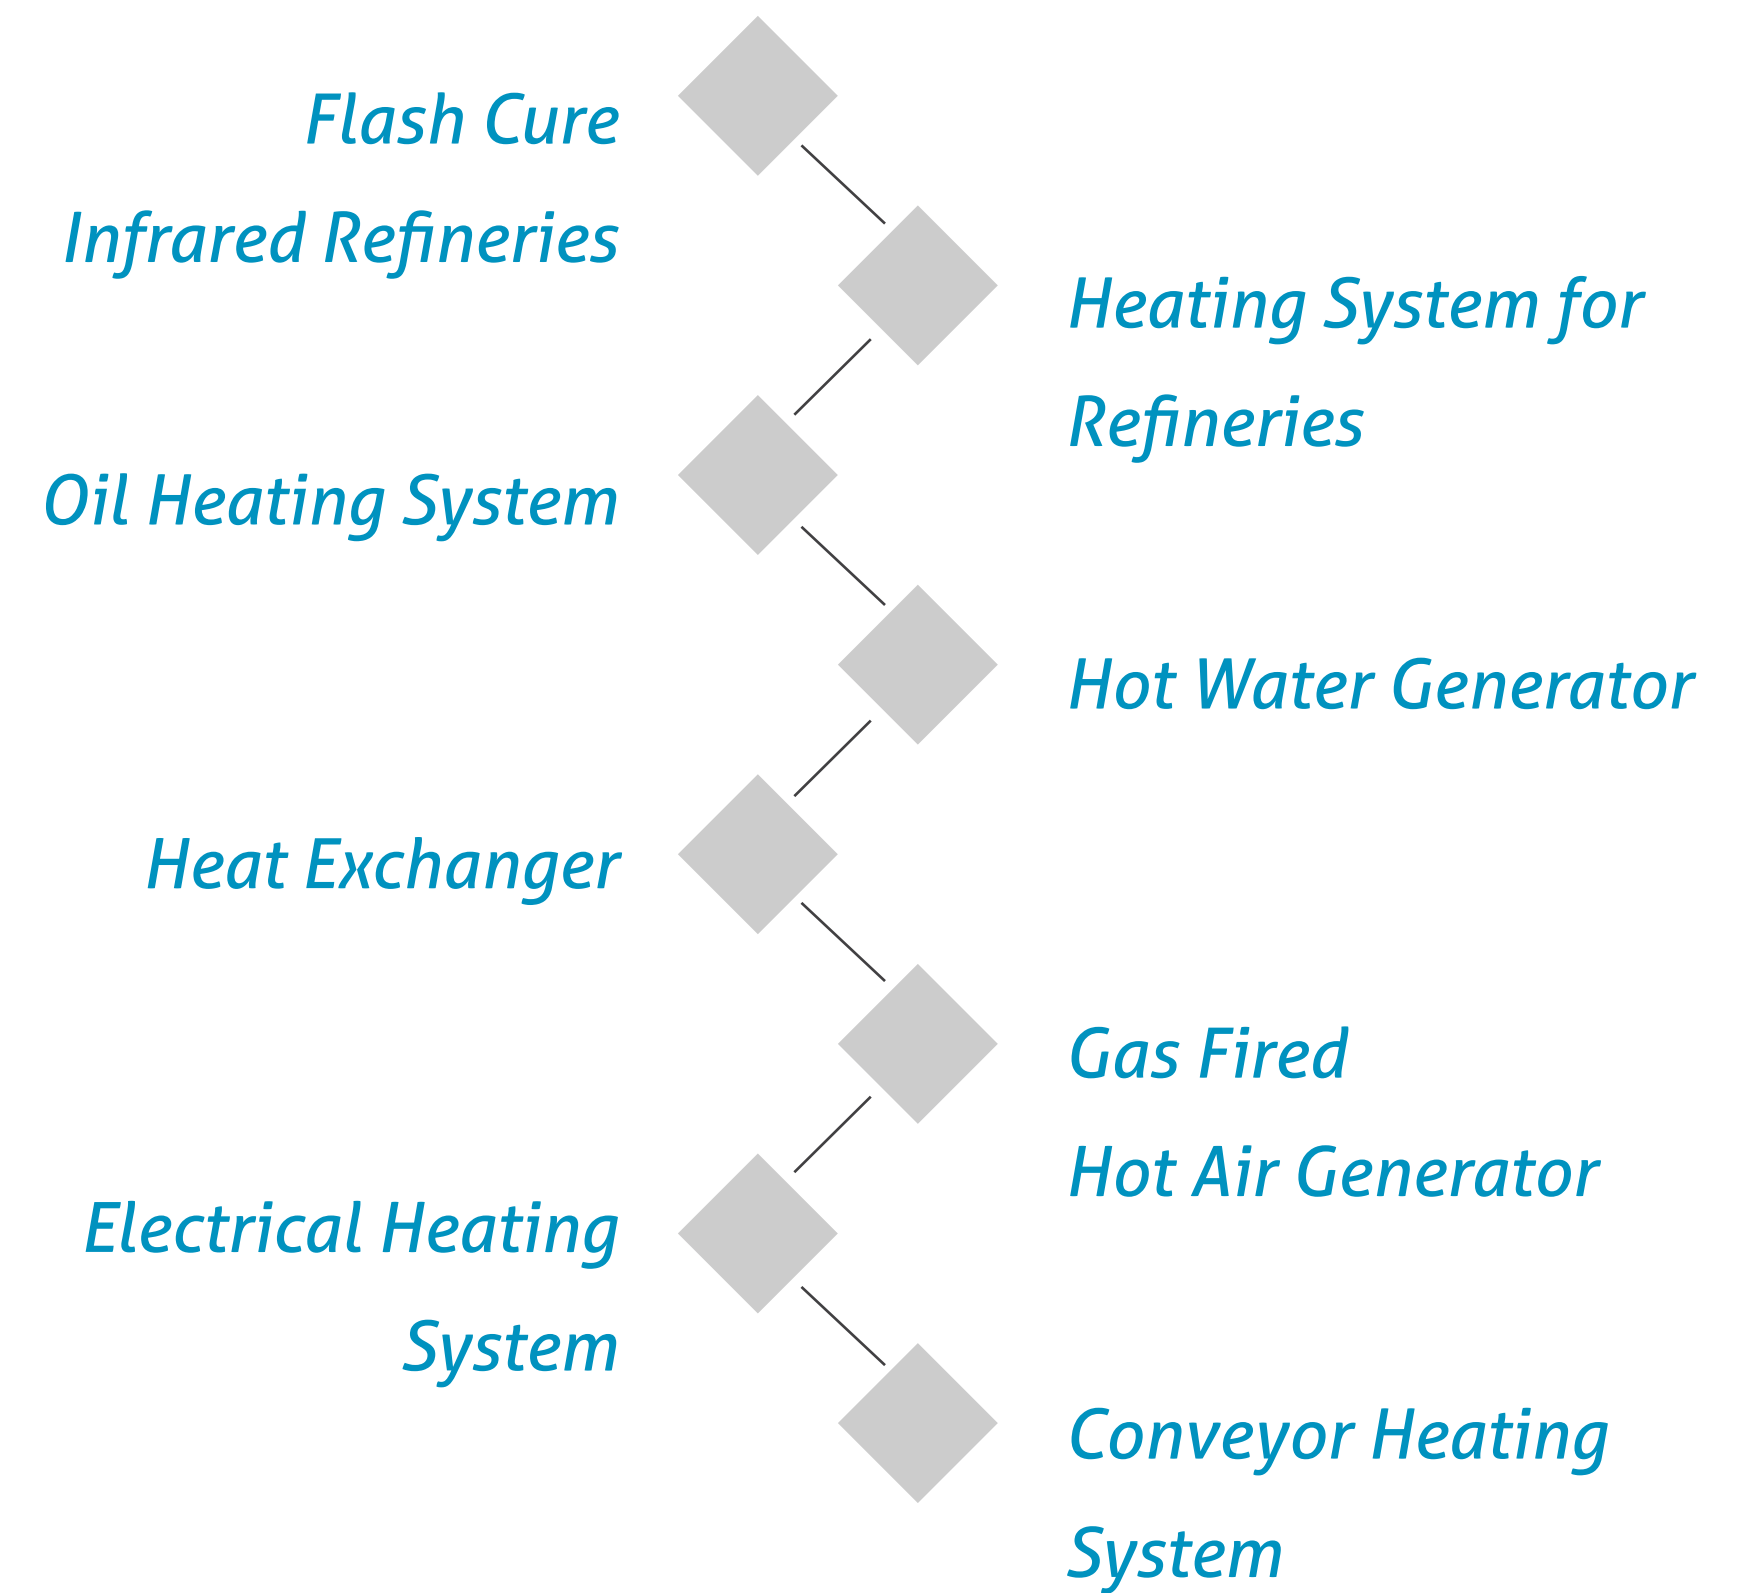 Flash Cure
Infrared Refineries
Heating System for
Refineries
Oil Heating System
Hot Water Generator
Heat Exchanger
Gas Fired
Hot Air Generator
Electrical Heating
System
Conveyor Heating
System